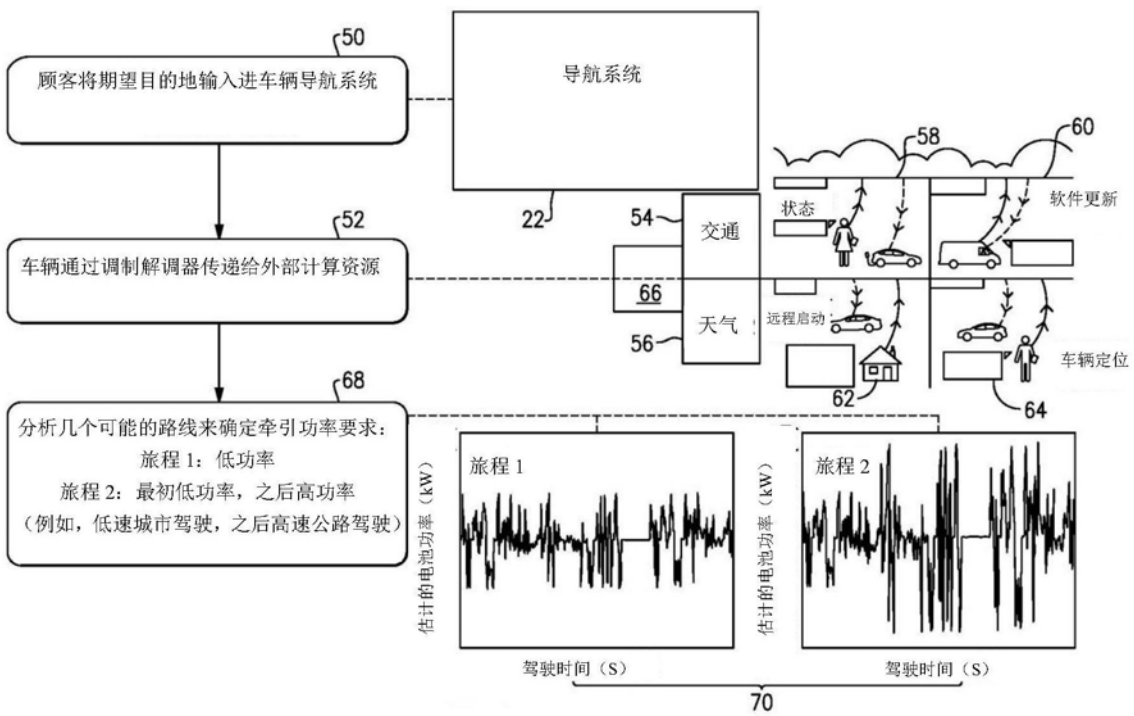 50
顾客将期望目的地输入进车辆导航系统
导航系统
22
58
60
状态
软件更新
52
54
交通
车辆通过调制解调器传递给外部计算资源
66
天气
56
远程启动
车辆定位
62
64
68
分析几个可能的路线来确定牵引功率要求：
旅程 1：低功率
旅程 2：最初低功率，之后高功率
（例如，低速城市驾驶，之后高速公路驾驶）
旅程 1
估计的电池功率（kW）
驾驶时间（S）
旅程 2
估计的电池功率（kW）
驾驶时间（S）
70